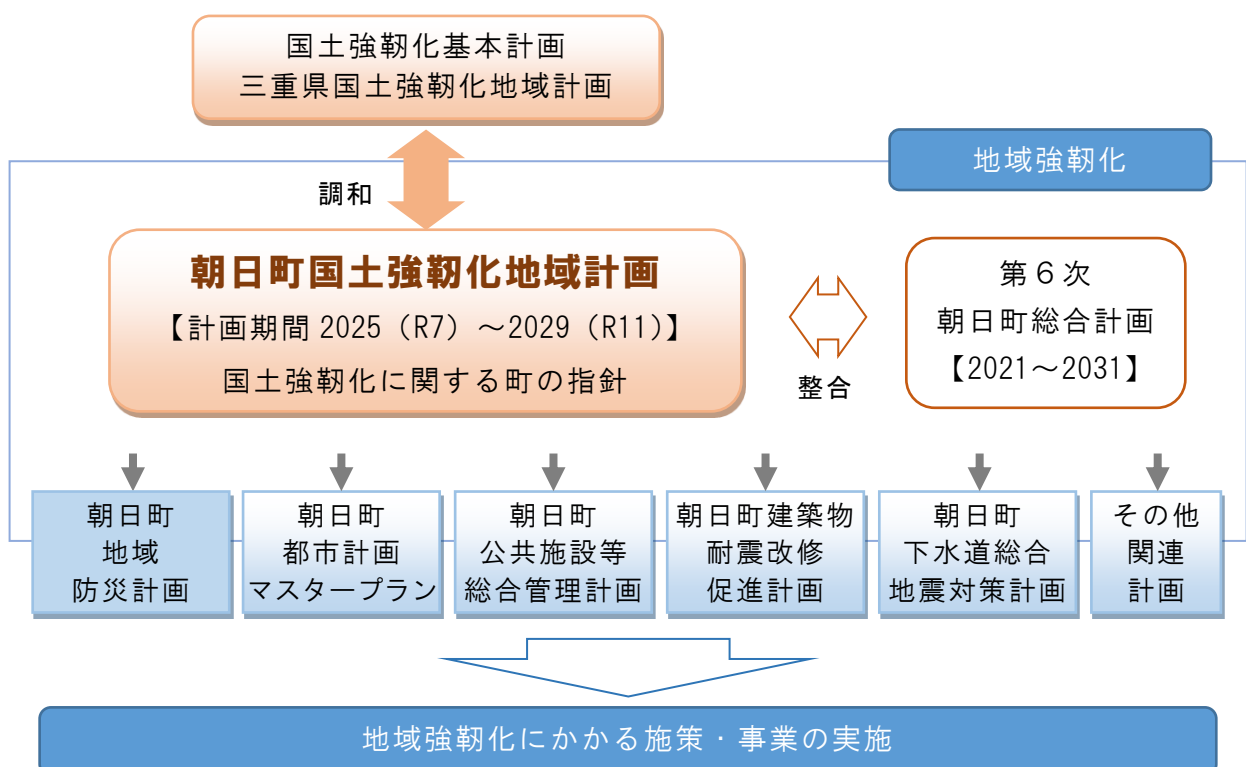 国土強靭化基本計画
三重県国土強靭化地域計画
地域強靭化
調和
朝日町国土強靭化地域計画
【計画期間 2025（R7）～2029（R11）】
国土強靭化に関する町の指針
整合
第６次
朝日町総合計画
【2021～2031】
朝日町
地域
防災計画
朝日町
都市計画
マスタープラン
朝日町
公共施設等
総合管理計画
朝日町建築物
耐震改修
促進計画
朝日町
下水道総合
地震対策計画
その他
関連
計画
地域強靭化にかかる施策・事業の実施